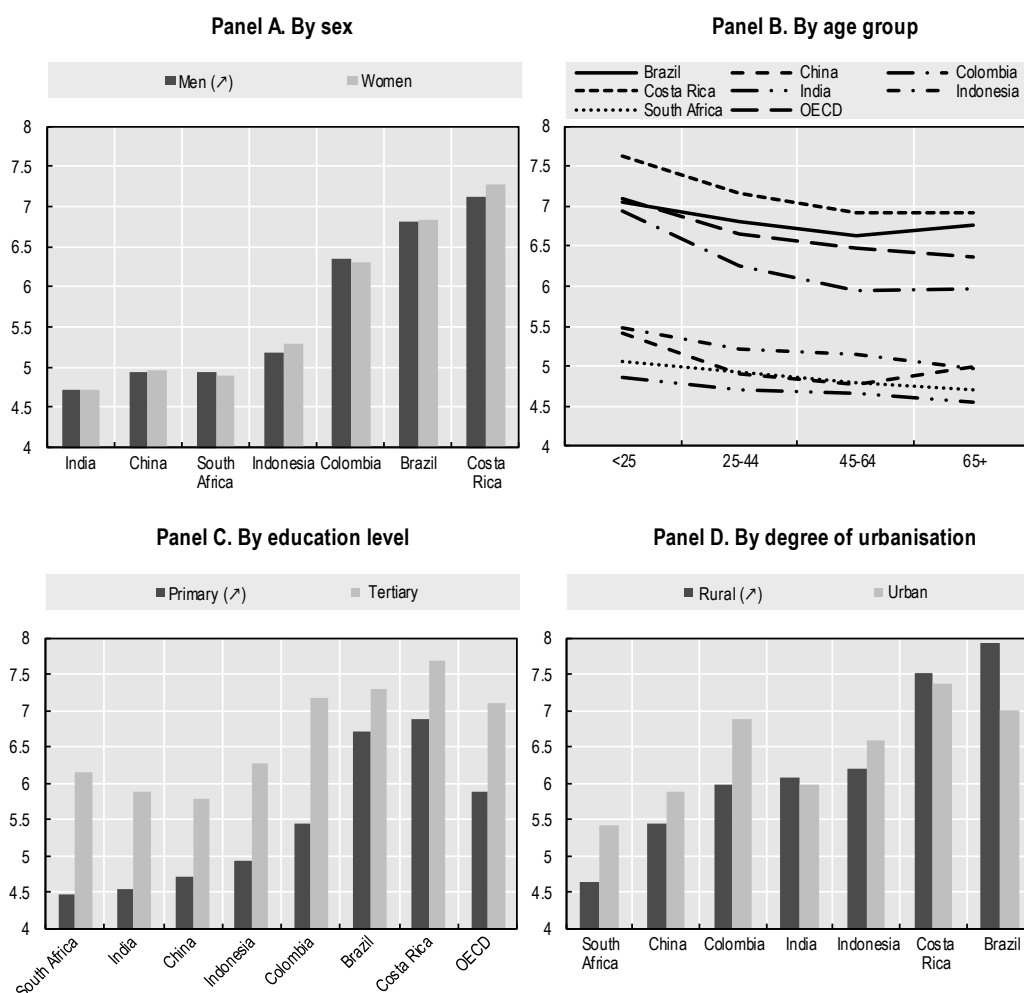 Panel A. By sex
Men (↗) Women
8
7.5
7
6.5
6
5.5
5
4.5
4
India China South Africa Indonesia Colombia Brazil Costa Rica
Panel B. By age group
Brazil China Colombia
Costa Rica India Indonesia
South Africa OECD
8
7.5
7
6.5
6
5.5
5
4.5
4
<25 25-44 45-64 65+
Panel C. By education level
Primary (↗) Tertiary
8
7.5
7
6.5
6
5.5
5
4.5
4
South Africa India China Indonesia Colombia Brazil Costa Rica OECD
Panel D. By degree of urbanisation
Rural (↗) Urban
8
7.5
7
6.5
6
5.5
5
4.5
4
South Africa China Colombia India Indonesia Costa Rica Brazil